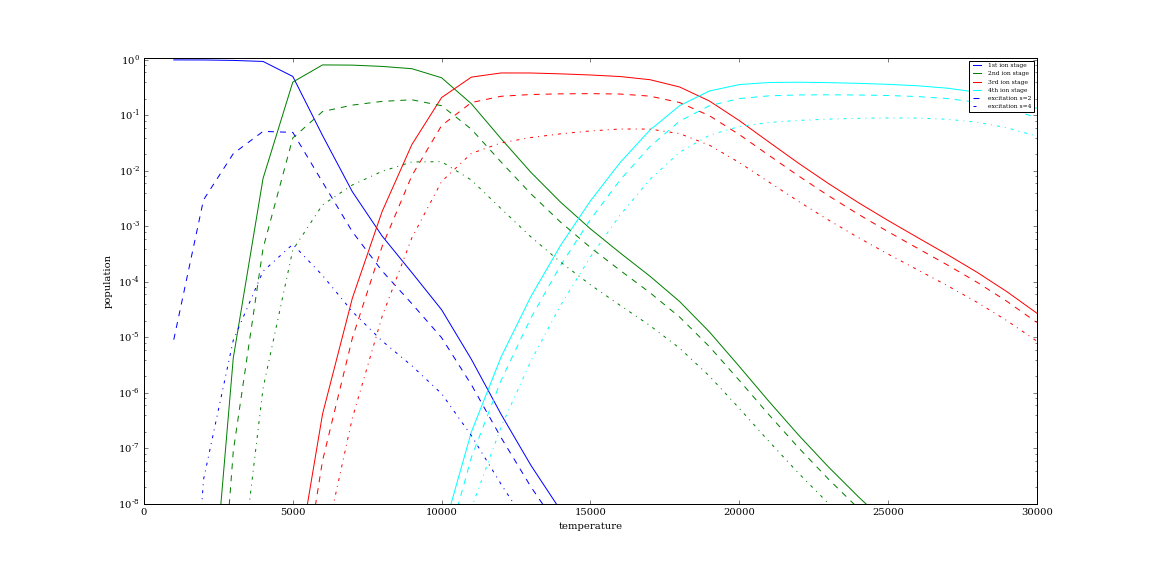 10^0
10^-1
10^-2
10^-3
10^-4
10^-5
10^-6
10^-7
10^-8
population
0
5000
10000
15000
20000
25000
30000
temperature
1st ion stage
2nd ion stage
3rd ion stage
4th ion stage
excitation s=2
excitation s=4